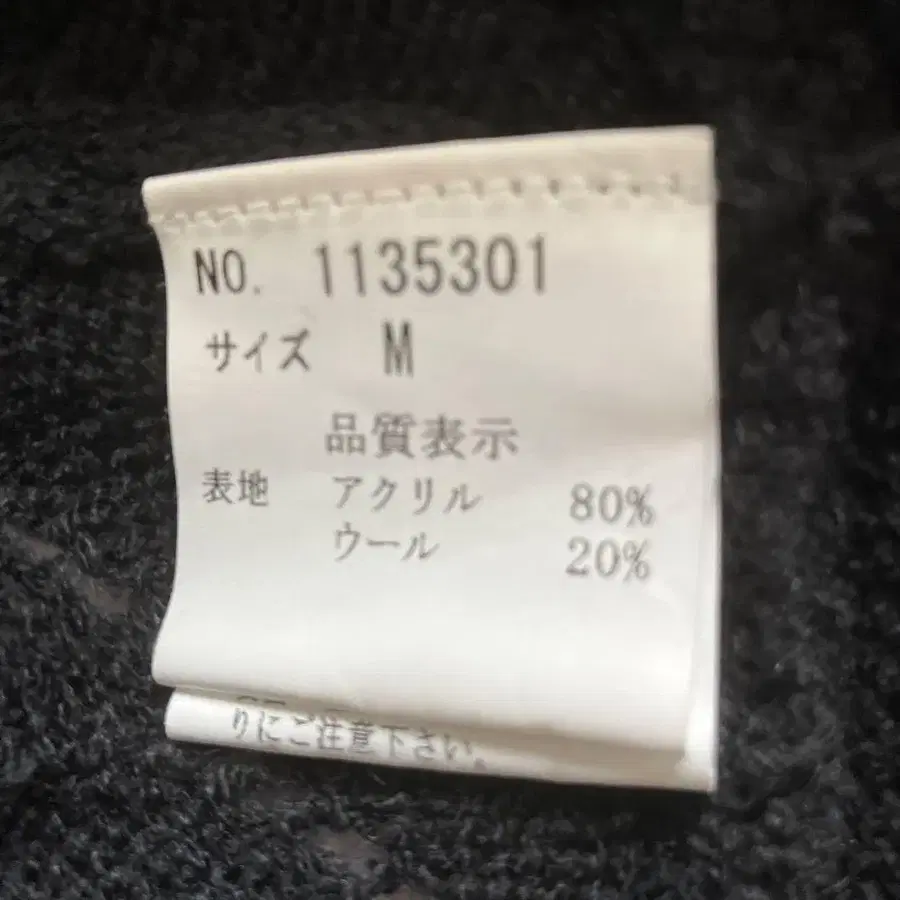 NO. 1135301
サイズ M
品質表示
表地 アクリル 80%
ウール 20%
りにご注意下さい。